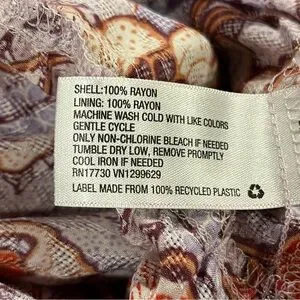 SHELL:100% RAYON
LINING: 100% RAYON
MACHINE WASH COLD WITH LIKE COLORS
GENTLE CYCLE
ONLY NON-CHLORINE BLEACH IF NEEDED
TUMBLE DRY LOW, REMOVE PROMPTLY
COOL IRON IF NEEDED
RN17730 VN1299629
LABEL MADE FROM 100% RECYCLED PLASTIC